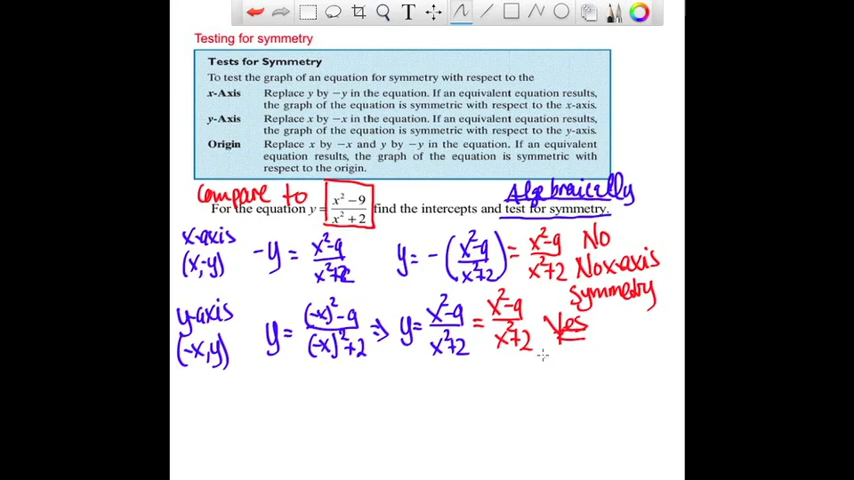 T
Testing for symmetry
Tests for Symmetry
To test the graph of an equation for symmetry with respect to the
x-Axis Replace y by −y in the equation. If an equivalent equation results,
the graph of the equation is symmetric with respect to the x-axis.
y-Axis Replace x by −x in the equation. If an equivalent equation results,
the graph of the equation is symmetric with respect to the y-axis.
Origin Replace x by −x and y by −y in the equation. If an equivalent
equation results, the graph of the equation is symmetric with
respect to the origin.
Compare to Algebraically
For the equation y = (x² − 9)/(x² + 2) find the intercepts and test for symmetry.
x-axis −y = (x²−9)/(x²+2) y = −((x²−9)/(x²+2)) = (x²−9)/(x²+2) No
(x,−y) No x-axis
symmetry
y-axis y = ((−x)²−9)/((−x)²+2) ⇒ y = (x²−9)/(x²+2) = (x²−9)/(x²+2) Yes
(−x,y)